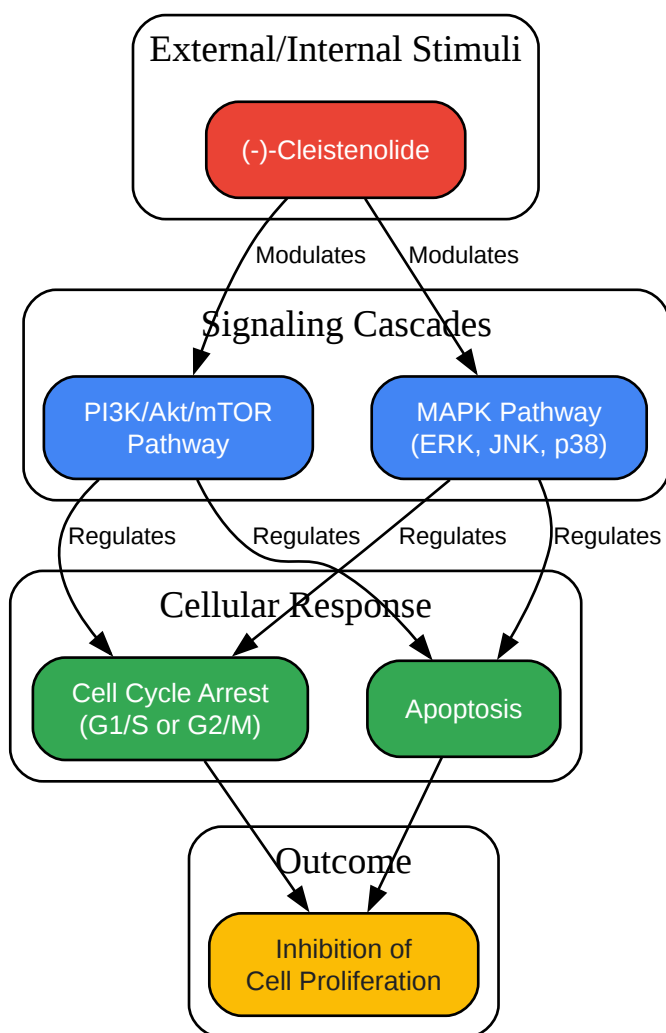 External/Internal Stimuli
(-)-Cleistenolide
Modulates
Modulates
Signaling Cascades
PI3K/Akt/mTOR
Pathway
MAPK Pathway
(ERK, JNK, p38)
Regulates
Regulates
Regulates
Regulates
Cellular Response
Cell Cycle Arrest
(G1/S or G2/M)
Apoptosis
Outcome
Inhibition of
Cell Proliferation